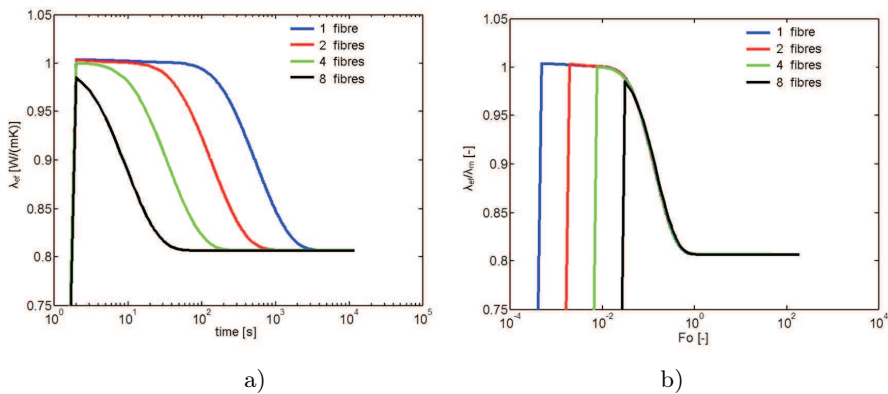 1.05
1
0.95
0.9
0.85
0.8
0.75
λef [W/(mK)]
10^0
10^1
10^2
10^3
10^4
10^5
time [s]
1 fibre
2 fibres
4 fibres
8 fibres
a)
1.05
1
0.95
0.9
0.85
0.8
0.75
λef/λm [-]
10^-4
10^-2
10^0
10^2
10^4
Fo [-]
1 fibre
2 fibres
4 fibres
8 fibres
b)